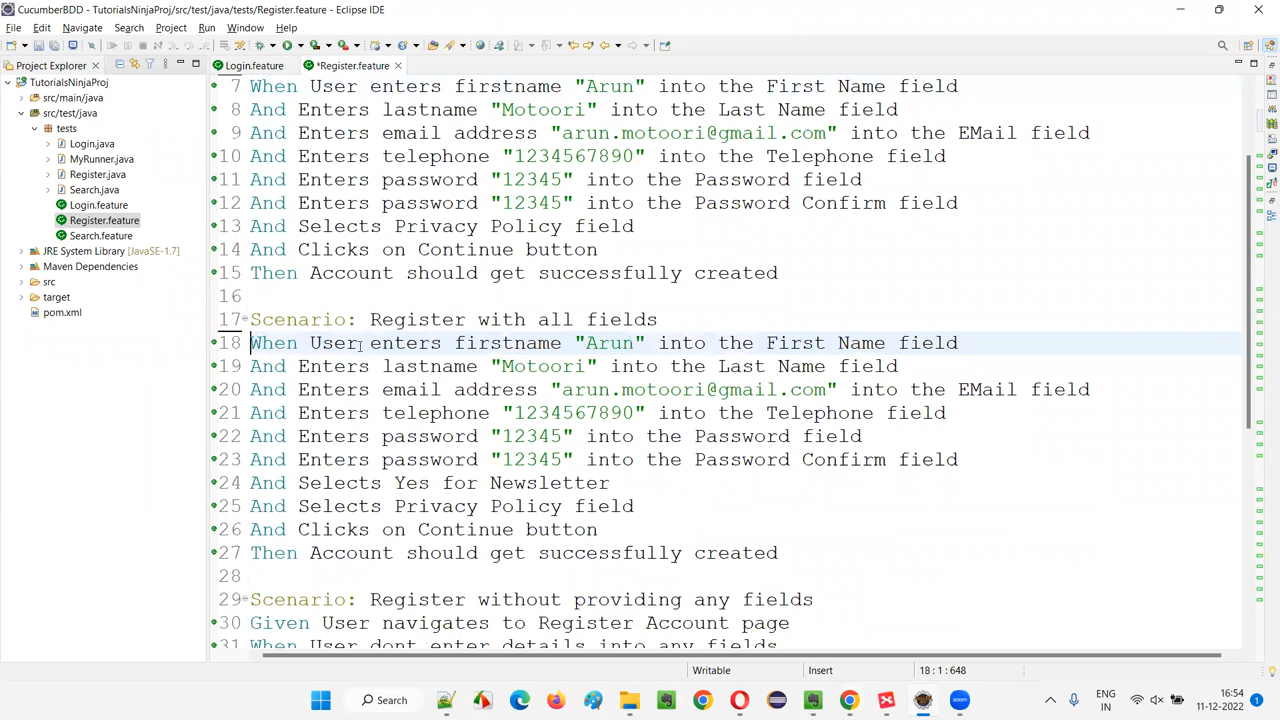 CucumberBDD - TutorialsNinjaProj/src/test/java/tests/Register.feature - Eclipse IDE
File Edit Navigate Search Project Run Window Help
Project Explorer
Login.feature
*Register.feature
TutorialsNinjaProj
src/main/java
src/test/java
tests
Login.java
MyRunner.java
Register.java
Search.java
Login.feature
Register.feature
Search.feature
JRE System Library [JavaSE-1.7]
Maven Dependencies
src
target
pom.xml
7 When User enters firstname "Arun" into the First Name field
8 And Enters lastname "Motoori" into the Last Name field
9 And Enters email address "arun.motoori@gmail.com" into the EMail field
10 And Enters telephone "1234567890" into the Telephone field
11 And Enters password "12345" into the Password field
12 And Enters password "12345" into the Password Confirm field
13 And Selects Privacy Policy field
14 And Clicks on Continue button
15 Then Account should get successfully created
16
17 Scenario: Register with all fields
18 When User enters firstname "Arun" into the First Name field
19 And Enters lastname "Motoori" into the Last Name field
20 And Enters email address "arun.motoori@gmail.com" into the EMail field
21 And Enters telephone "1234567890" into the Telephone field
22 And Enters password "12345" into the Password field
23 And Enters password "12345" into the Password Confirm field
24 And Selects Yes for Newsletter
25 And Selects Privacy Policy field
26 And Clicks on Continue button
27 Then Account should get successfully created
28
29 Scenario: Register without providing any fields
30 Given User navigates to Register Account page
31 When User dont enter details into any fields
Writable Insert 18:1:648
Search
ENG
IN
16:54
11-12-2022
1